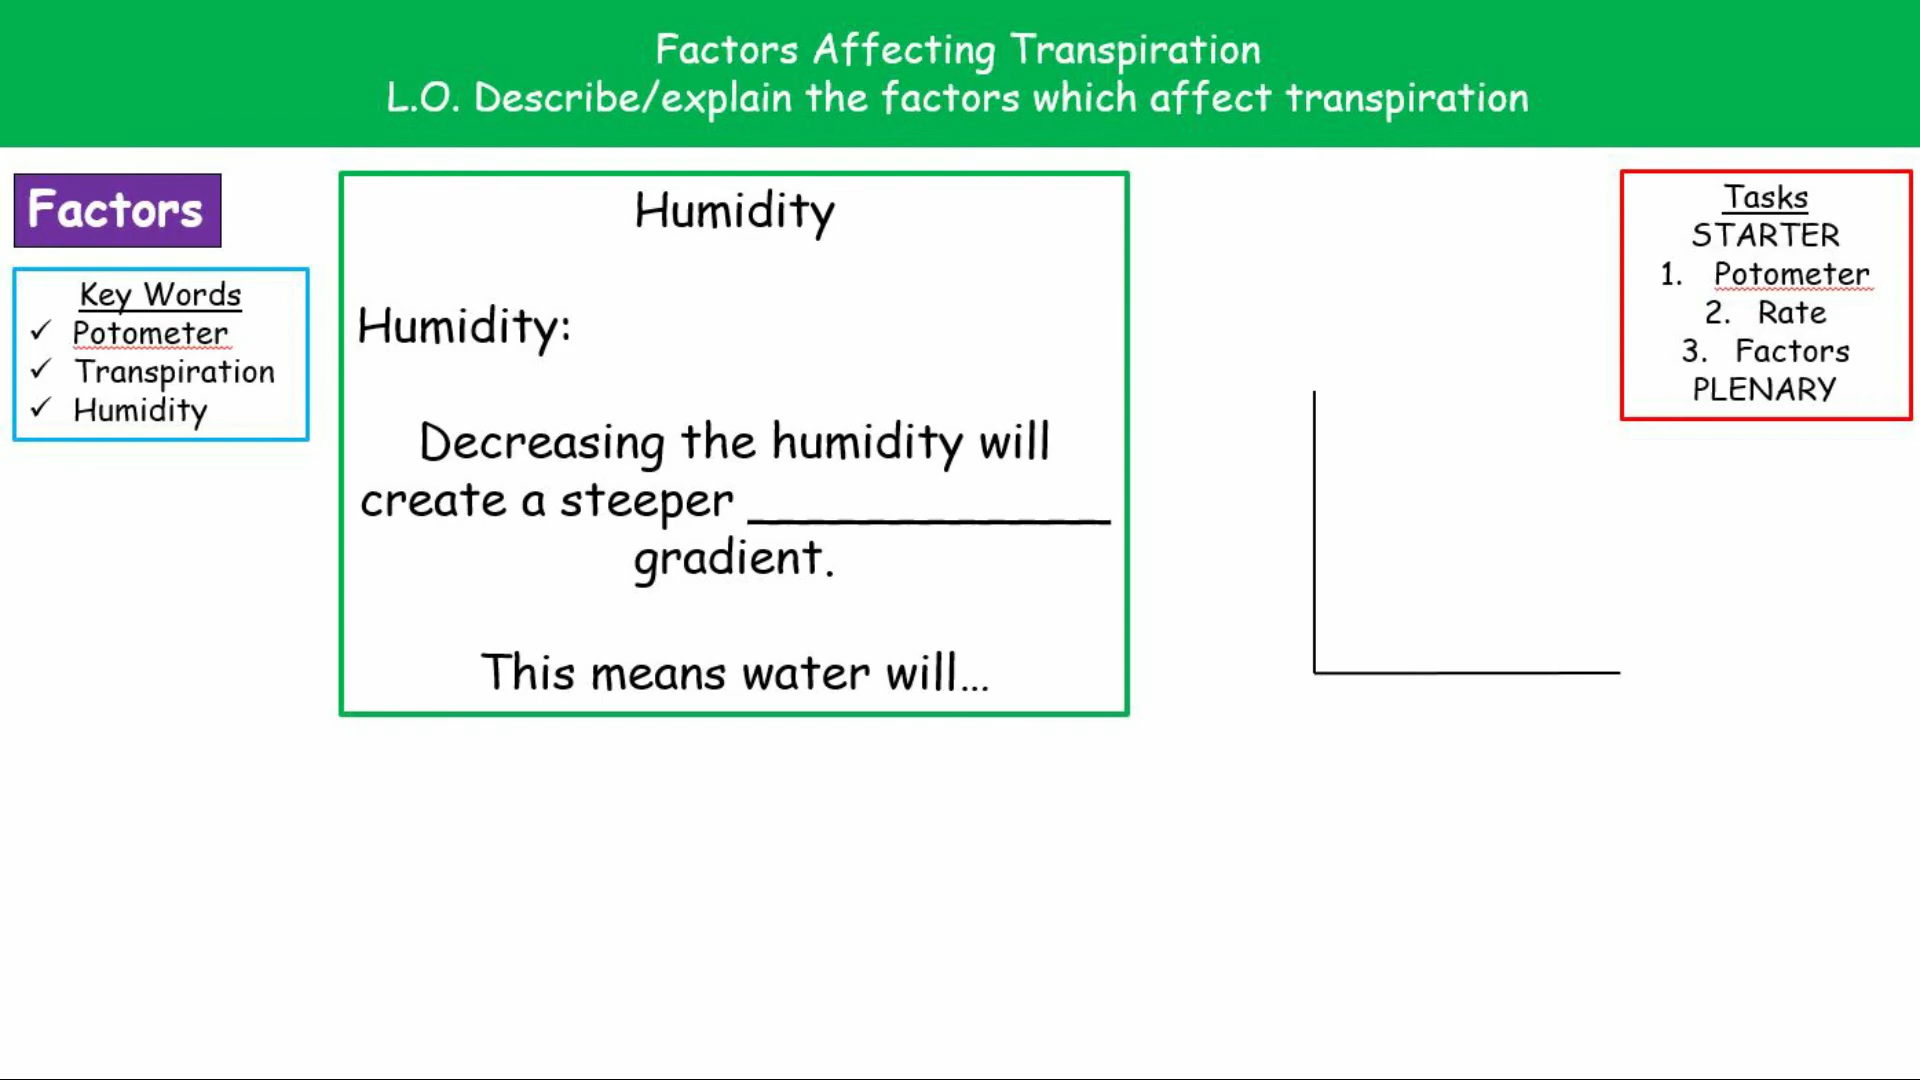 Factors Affecting Transpiration
L.O. Describe/explain the factors which affect transpiration
Factors
Key Words
✓ Potometer
✓ Transpiration
✓ Humidity
Humidity
Humidity:
Decreasing the humidity will
create a steeper ____________
gradient.
This means water will...
Tasks
STARTER
1. Potometer
2. Rate
3. Factors
PLENARY